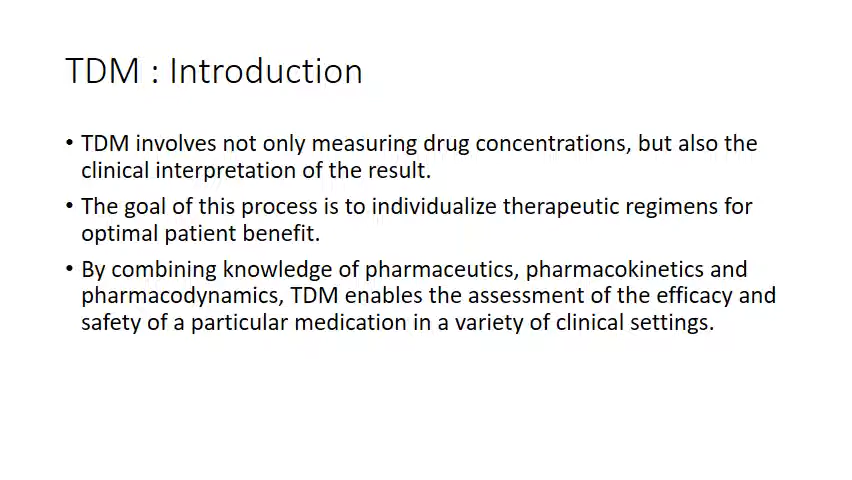 TDM : Introduction
• TDM involves not only measuring drug concentrations, but also the
clinical interpretation of the result.
• The goal of this process is to individualize therapeutic regimens for
optimal patient benefit.
• By combining knowledge of pharmaceutics, pharmacokinetics and
pharmacodynamics, TDM enables the assessment of the efficacy and
safety of a particular medication in a variety of clinical settings.